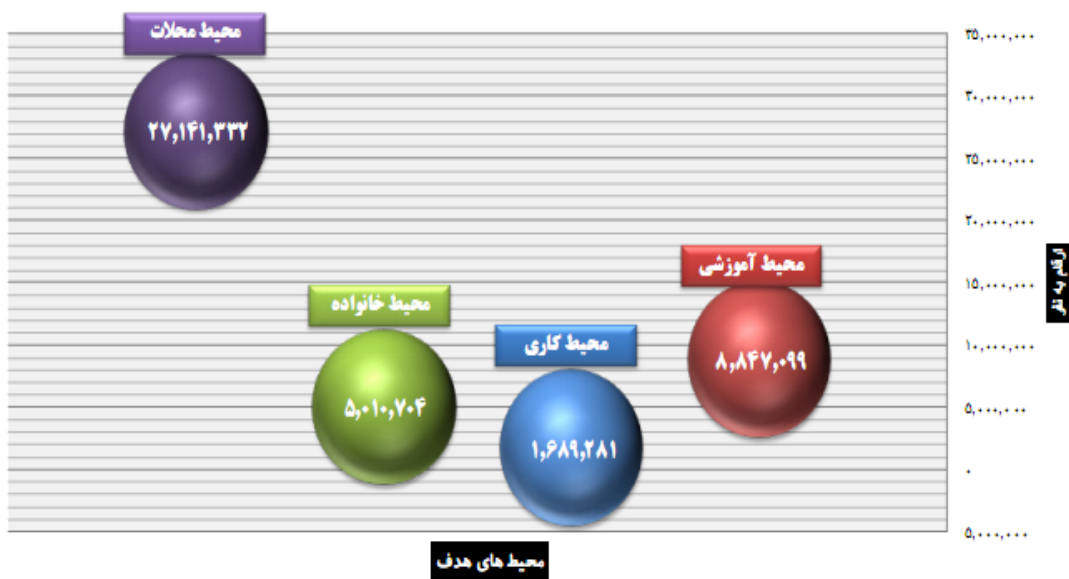 محیط محلات
۲۷,۱۴۱,۳۳۲
محیط خانواده
۵,۰۱۰,۷۰۴
محیط کاری
۱,۶۸۹,۲۸۱
محیط آموزشی
۸,۸۴۷,۰۹۹
۳۵,۰۰۰,۰۰۰
۳۰,۰۰۰,۰۰۰
۲۵,۰۰۰,۰۰۰
۲۰,۰۰۰,۰۰۰
۱۵,۰۰۰,۰۰۰
۱۰,۰۰۰,۰۰۰
۵,۰۰۰,۰۰۰
۰
۵,۰۰۰,۰۰۰
ارقام به نفر
محیط های هدف